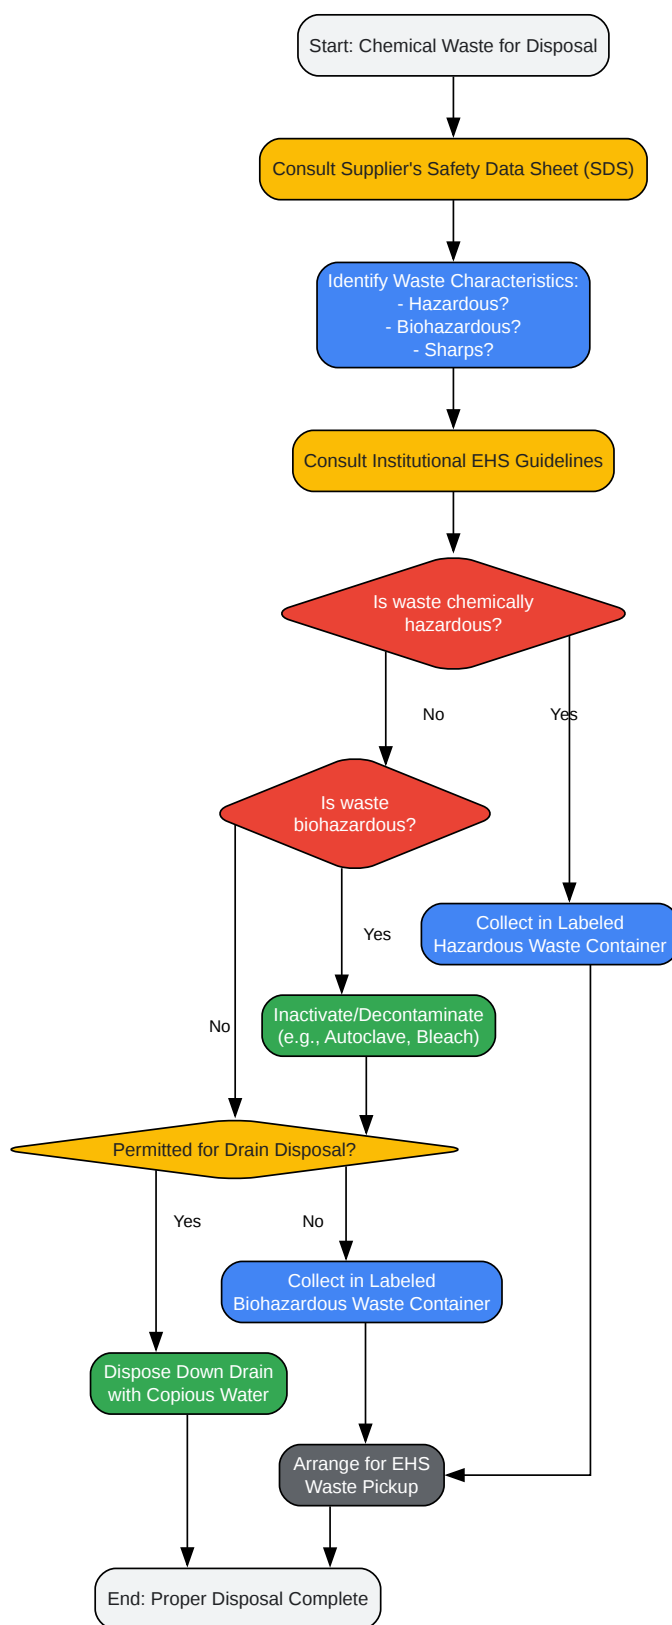 Start: Chemical Waste for Disposal
Consult Supplier's Safety Data Sheet (SDS)
Identify Waste Characteristics:
- Hazardous?
- Biohazardous?
- Sharps?
Consult Institutional EHS Guidelines
Is waste chemically
hazardous?
No
Yes
Is waste
biohazardous?
Collect in Labeled
Hazardous Waste Container
Yes
No
Inactivate/Decontaminate
(e.g., Autoclave, Bleach)
Permitted for Drain Disposal?
Yes
No
Collect in Labeled
Biohazardous Waste Container
Dispose Down Drain
with Copious Water
Arrange for EHS
Waste Pickup
End: Proper Disposal Complete